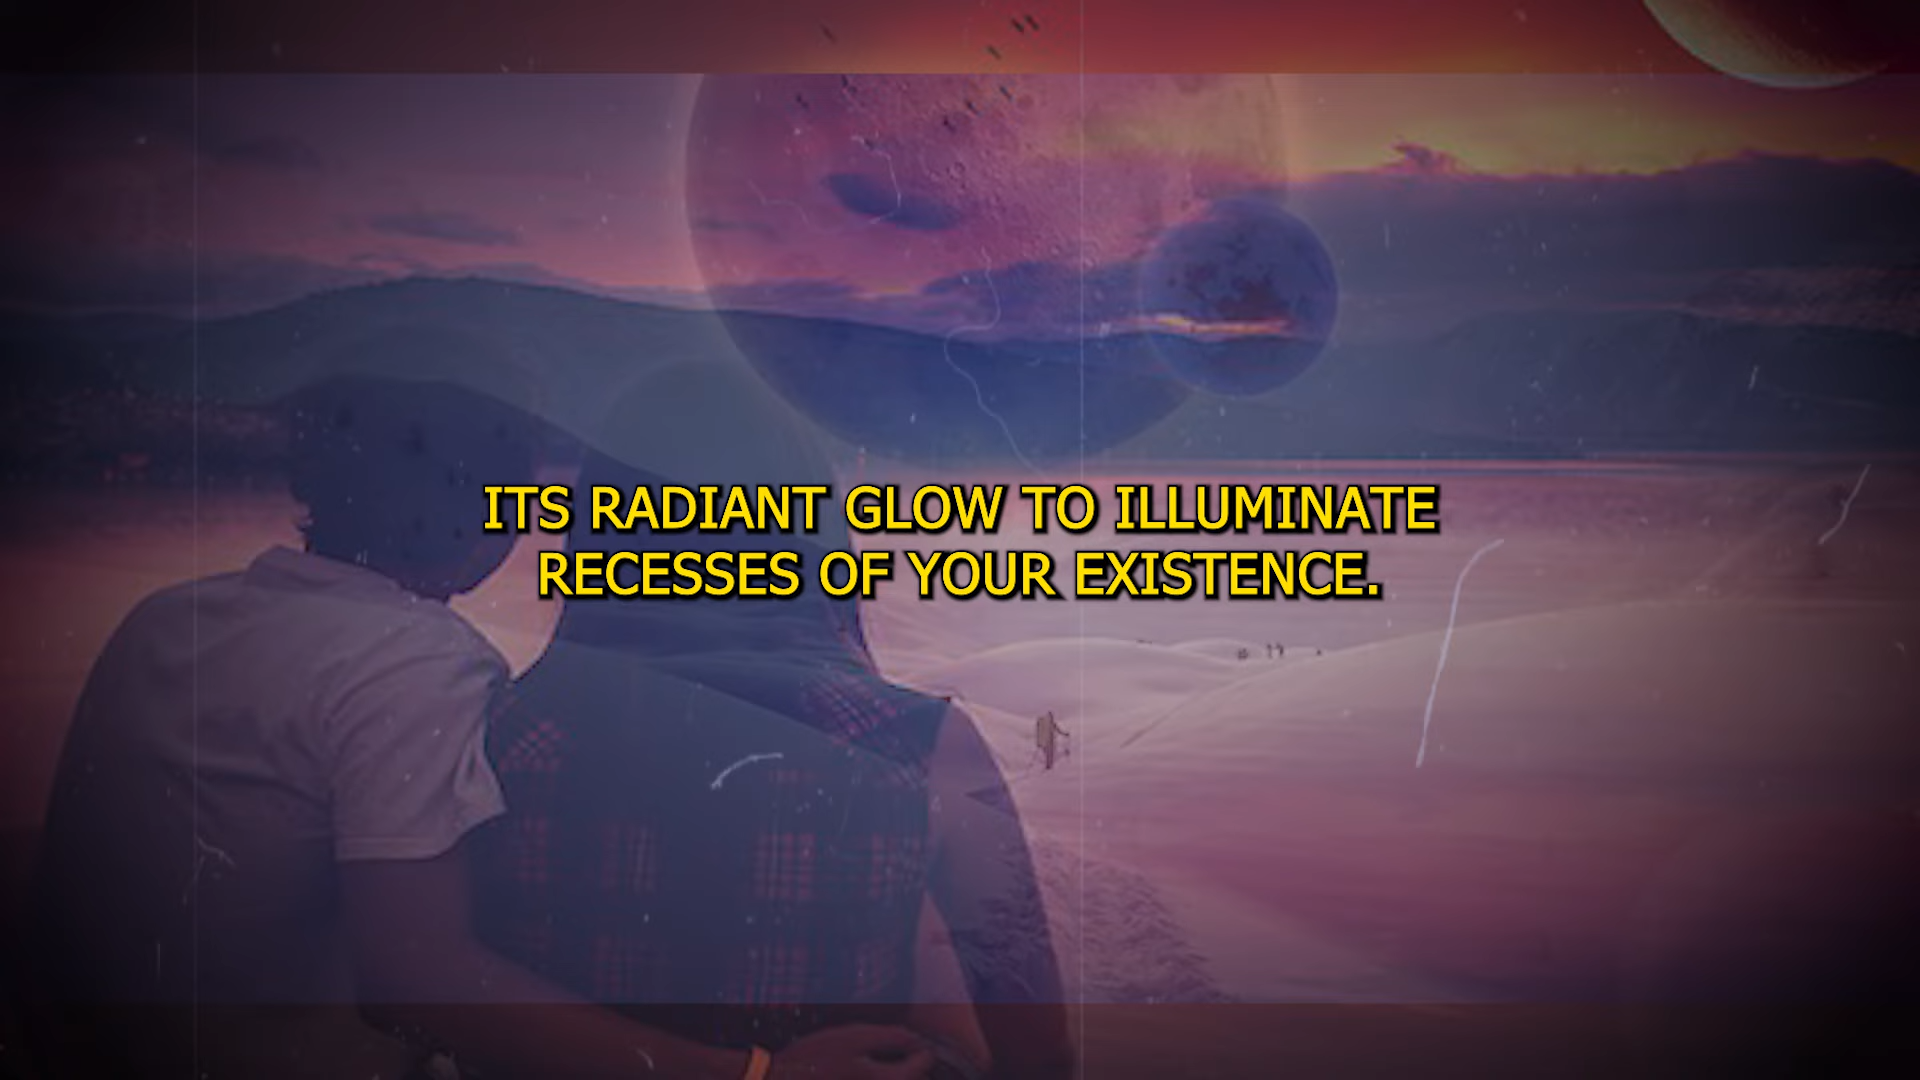 ITS RADIANT GLOW TO ILLUMINATE
RECESSES OF YOUR EXISTENCE.